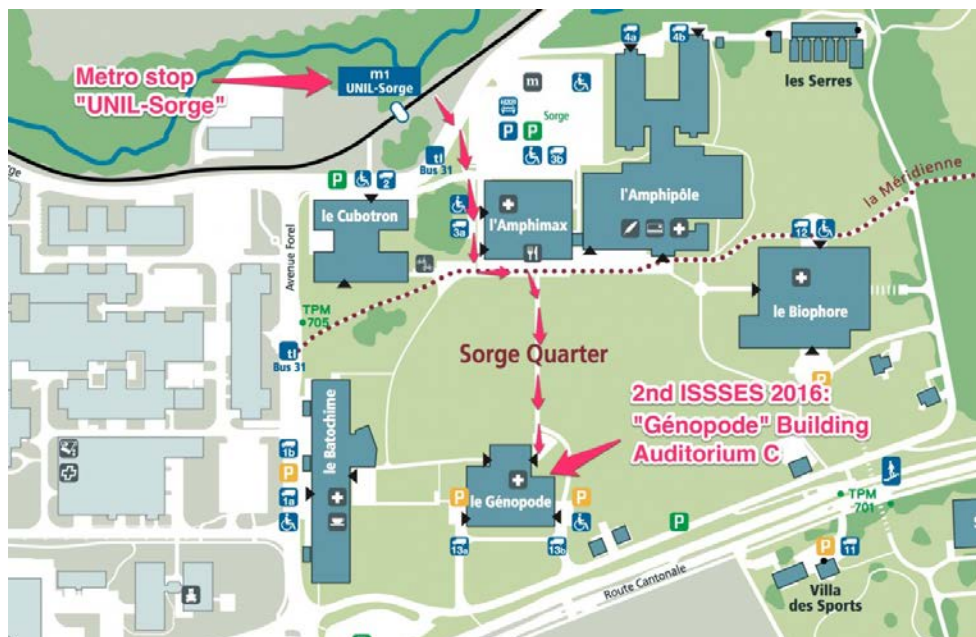 Metro stop
"UNIL-Sorge"
m1
UNIL-Sorge
4a
4b
les Serres
m
HOTEL
P
P
Sorge
3b
tl
Bus 31
P
2
le Cubotron
3a
l'Amphimax
l'Amphipôle
la Méridienne
12
le Biophore
Avenue Forel
TPM
705
tl
Bus 31
Sorge Quarter
P
2nd ISSSES 2016:
"Génopode" Building
Auditorium C
le Batochime
1b
P
1a
P
le Génopode
P
13a
13b
P
TPM
701
Route Cantonale
P
11
Villa
des Sports
P